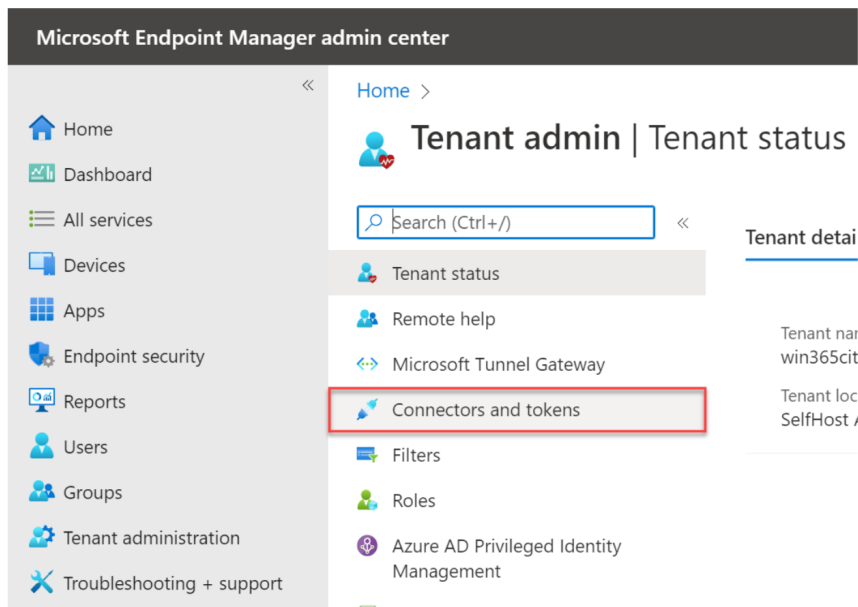 Microsoft Endpoint Manager admin center
«
Home
Dashboard
All services
Devices
Apps
Endpoint security
Reports
Users
Groups
Tenant administration
Troubleshooting + support
Home >
Tenant admin | Tenant status
Search (Ctrl+/)
«
Tenant status
Remote help
Microsoft Tunnel Gateway
Connectors and tokens
Filters
Roles
Azure AD Privileged Identity
Management
Tenant detai
Tenant nar
win365cit
Tenant loc
SelfHost A